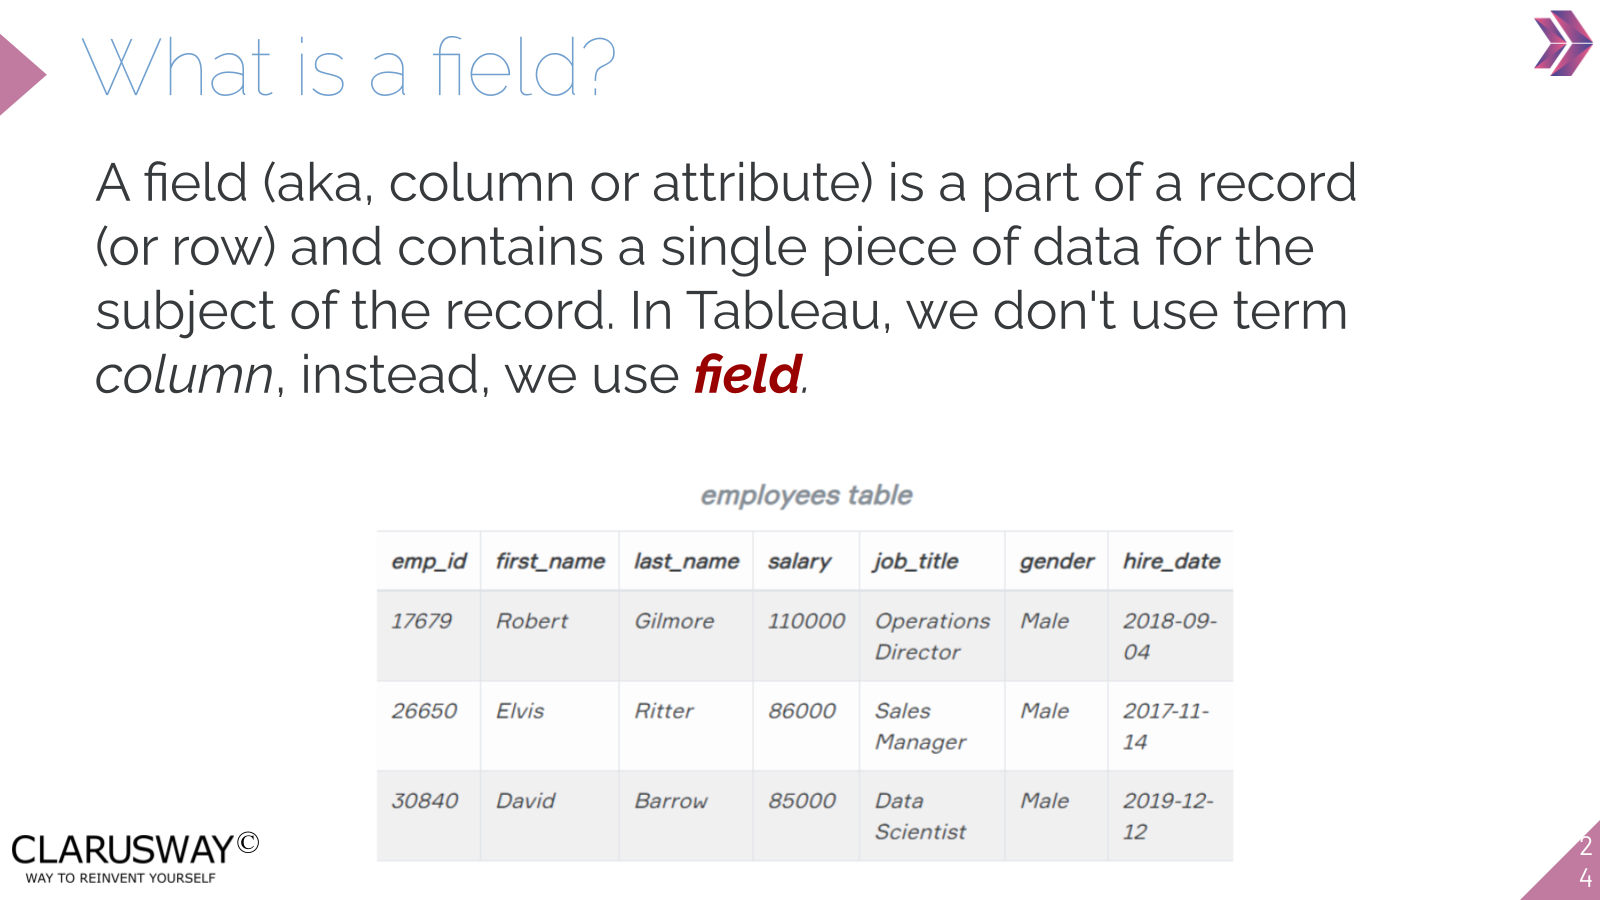 What is a field?
A field (aka, column or attribute) is a part of a record
(or row) and contains a single piece of data for the
subject of the record. In Tableau, we don't use term
column, instead, we use field.
employees table
emp_id first_name last_name salary job_title gender hire_date
17679 Robert Gilmore 110000 Operations Male 2018-09-
Director 04
26650 Elvis Ritter 86000 Sales Male 2017-11-
Manager 14
30840 David Barrow 85000 Data Male 2019-12-
Scientist 12
CLARUSWAY©
WAY TO REINVENT YOURSELF
2
4